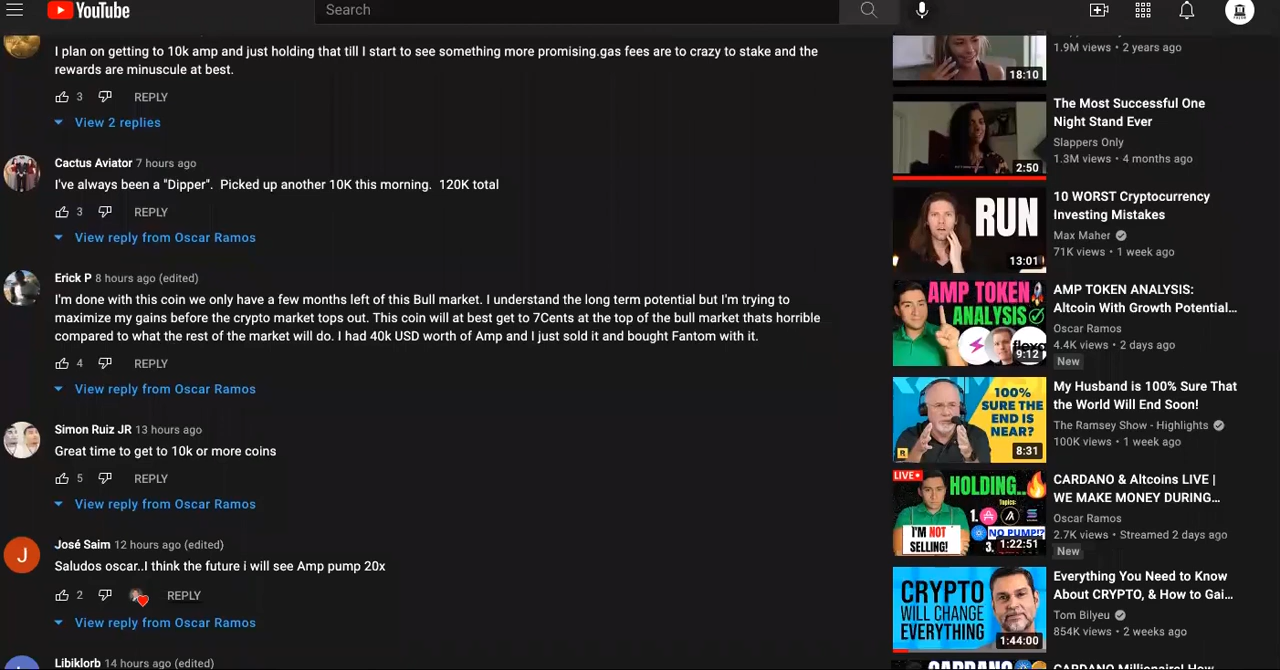 YouTube
Search
I plan on getting to 10k amp and just holding that till I start to see something more promising.gas fees are to crazy to stake and the
rewards are minuscule at best.
3 REPLY
View 2 replies
Cactus Aviator 7 hours ago
I've always been a "Dipper". Picked up another 10K this morning. 120K total
3 REPLY
View reply from Oscar Ramos
Erick P 8 hours ago (edited)
I'm done with this coin we only have a few months left of this Bull market. I understand the long term potential but I'm trying to
maximize my gains before the crypto market tops out. This coin will at best get to 7Cents at the top of the bull market thats horrible
compared to what the rest of the market will do. I had 40k USD worth of Amp and I just sold it and bought Fantom with it.
4 REPLY
View reply from Oscar Ramos
Simon Ruiz JR 13 hours ago
Great time to get to 10k or more coins
5 REPLY
View reply from Oscar Ramos
J
José Saim 12 hours ago (edited)
Saludos oscar..I think the future i will see Amp pump 20x
2 REPLY
View reply from Oscar Ramos
Libiklorb 14 hours ago (edited)
1.9M views • 2 years ago
18:10
The Most Successful One
Night Stand Ever
Slappers Only
1.3M views • 4 months ago
2:50
10 WORST Cryptocurrency
Investing Mistakes
Max Maher
71K views • 1 week ago
RUN
13:01
AMP TOKEN ANALYSIS:
Altcoin With Growth Potential...
Oscar Ramos
4.4K views • 2 days ago
New
AMP TOKEN
ANALYSIS
flexa
9:12
My Husband is 100% Sure That
the World Will End Soon!
The Ramsey Show - Highlights
100K views • 1 week ago
100%
SURE THE
END IS
NEAR?
R
8:31
CARDANO & Altcoins LIVE |
WE MAKE MONEY DURING...
Oscar Ramos
2.7K views • Streamed 2 days ago
New
LIVE
HOLDING..
Topics:
1.
I'M NOT
SELLING!
NO PUMP!?
3.
1:22:51
Everything You Need to Know
About CRYPTO, & How to Gai...
Tom Bilyeu
854K views • 2 weeks ago
CRYPTO
WILL CHANGE
EVERYTHING
1:44:00
CARDANO Millionaire! How
CARDANO